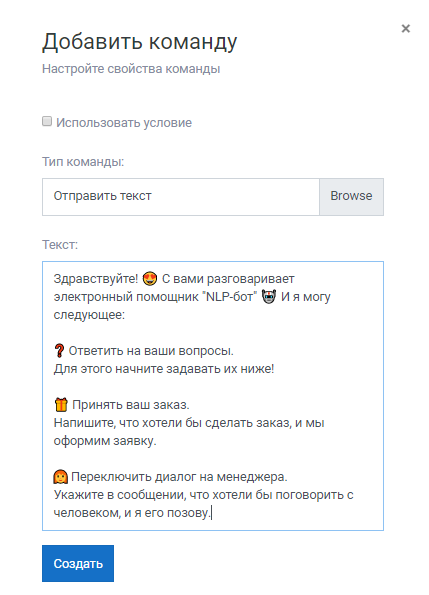 Добавить команду
×
Настройте свойства команды
Использовать условие
Тип команды:
Отправить текст
Browse
Текст:
Здравствуйте! 😍 С вами разговаривает
электронный помощник "NLP-бот" 🤖 И я могу
следующее:
❓ Ответить на ваши вопросы.
Для этого начните задавать их ниже!
🎁 Принять ваш заказ.
Напишите, что хотели бы сделать заказ, и мы
оформим заявку.
👩 Переключить диалог на менеджера.
Укажите в сообщении, что хотели бы поговорить с
человеком, и я его позову.
Создать